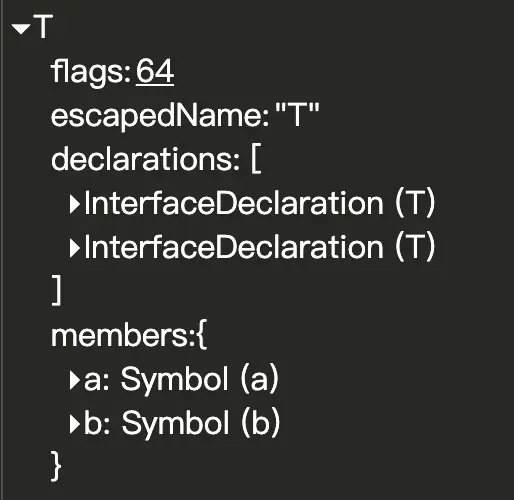 ▾T
flags: 64
escapedName: "T"
declarations: [
▸InterfaceDeclaration (T)
▸InterfaceDeclaration (T)
]
members:{
▸a: Symbol (a)
▸b: Symbol (b)
}